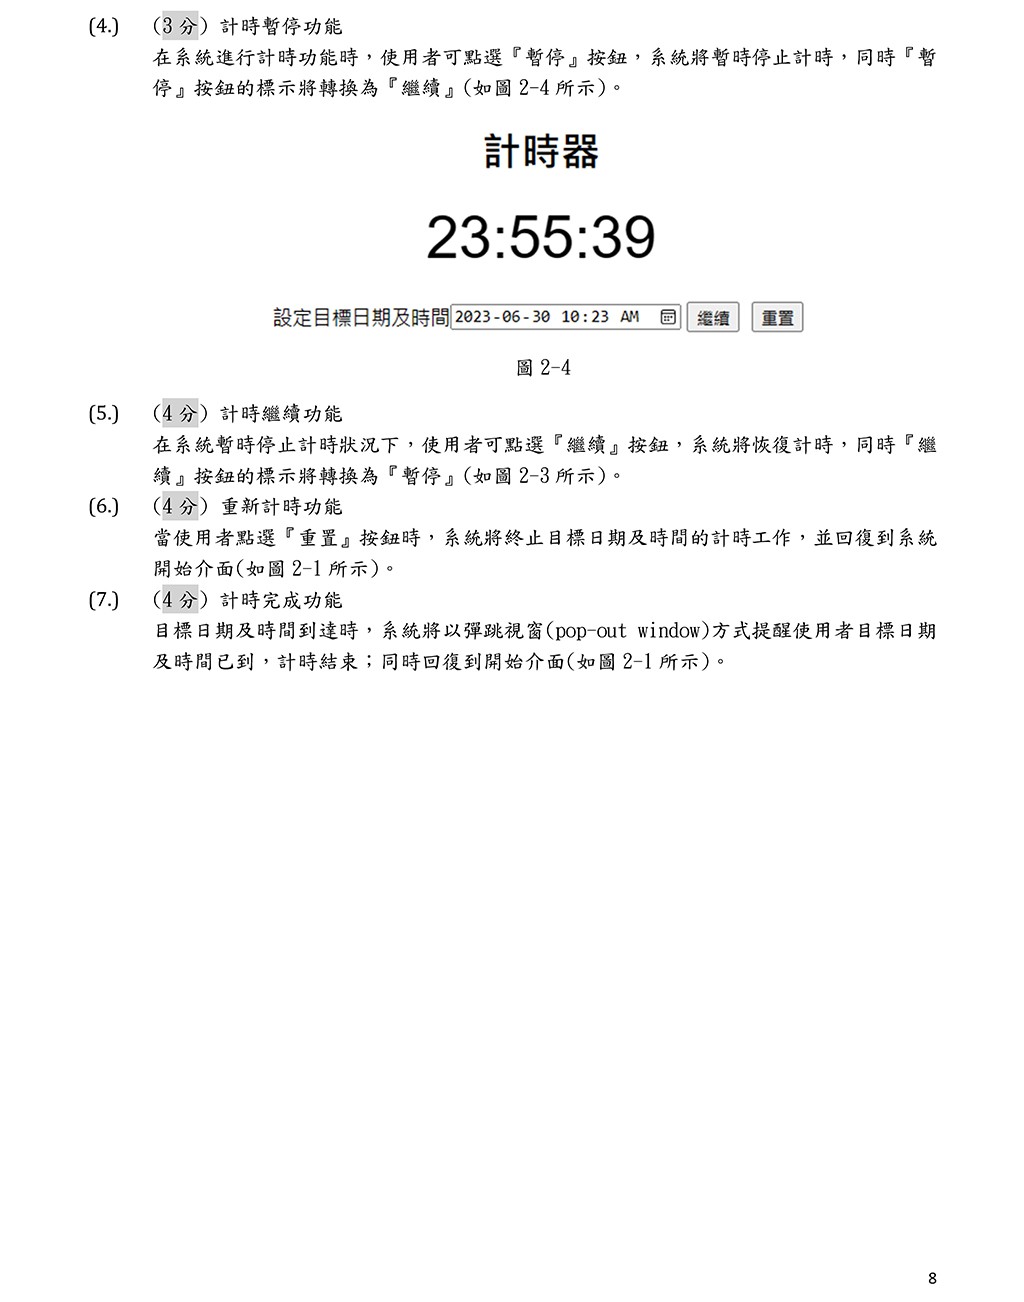 (4.) (3 分) 計時暫停功能
在系統進行計時功能時，使用者可點選『暫停』按鈕，系統將暫時停止計時，同時『暫
停』按鈕的標示將轉換為『繼續』(如圖 2-4 所示)。
計時器
23:55:39
設定目標日期及時間 2023-06-30 10:23 AM 繼續 重置
圖 2-4
(5.) (4 分) 計時繼續功能
在系統暫時停止計時狀況下，使用者可點選『繼續』按鈕，系統將恢復計時，同時『繼
續』按鈕的標示將轉換為『暫停』(如圖 2-3 所示)。
(6.) (4 分) 重新計時功能
當使用者點選『重置』按鈕時，系統將終止目標日期及時間的計時工作，並回復到系統
開始介面(如圖 2-1 所示)。
(7.) (4 分) 計時完成功能
目標日期及時間到達時，系統將以彈跳視窗(pop-out window)方式提醒使用者目標日期
及時間已到，計時結束；同時回復到開始介面(如圖 2-1 所示)。
8